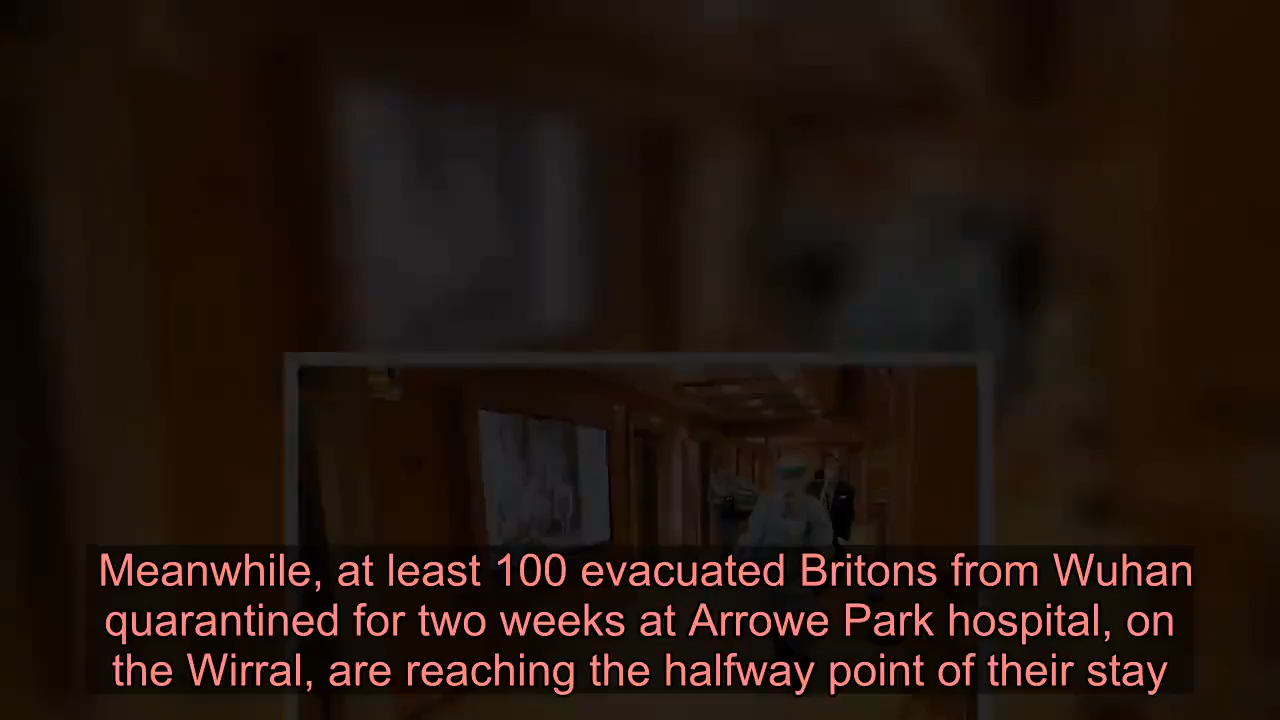 Meanwhile, at least 100 evacuated Britons from Wuhan
quarantined for two weeks at Arrowe Park hospital, on
the Wirral, are reaching the halfway point of their stay